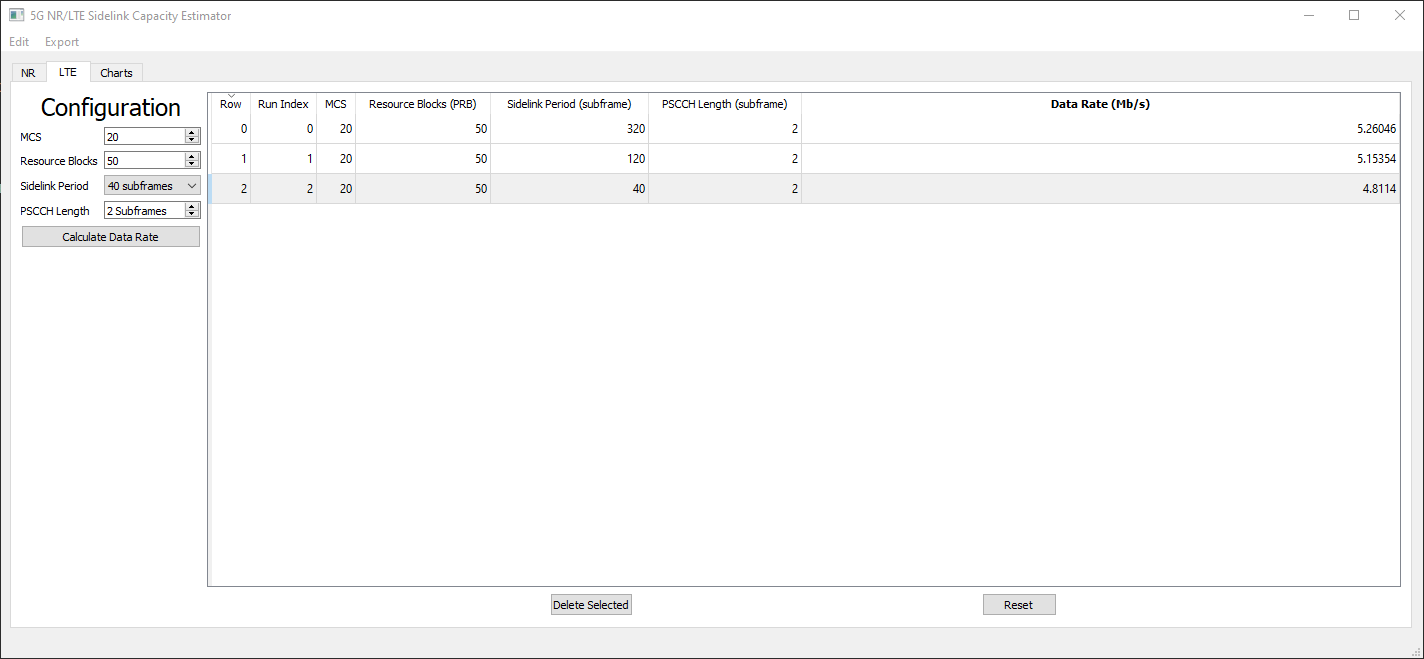 5G NR/LTE Sidelink Capacity Estimator
Edit Export
NR LTE Charts
Configuration
MCS 20
Resource Blocks 50
Sidelink Period 40 subframes
PSCCH Length 2 Subframes
Calculate Data Rate
Row Run Index MCS Resource Blocks (PRB) Sidelink Period (subframe) PSCCH Length (subframe) Data Rate (Mb/s)
0 0 20 50 320 2 5.26046
1 1 20 50 120 2 5.15354
2 2 20 50 40 2 4.8114
Delete Selected Reset